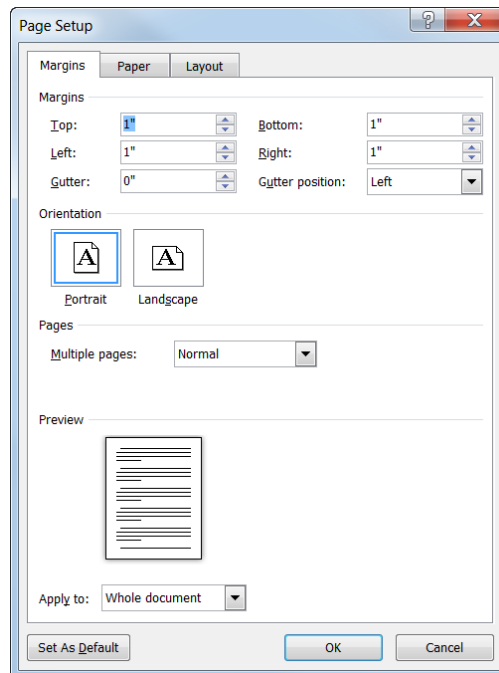 Page Setup
Margins Paper Layout
Margins
Top: 1" Bottom: 1"
Left: 1" Right: 1"
Gutter: 0" Gutter position: Left
Orientation
A A
Portrait Landscape
Pages
Multiple pages: Normal
Preview
Apply to: Whole document
Set As Default OK Cancel